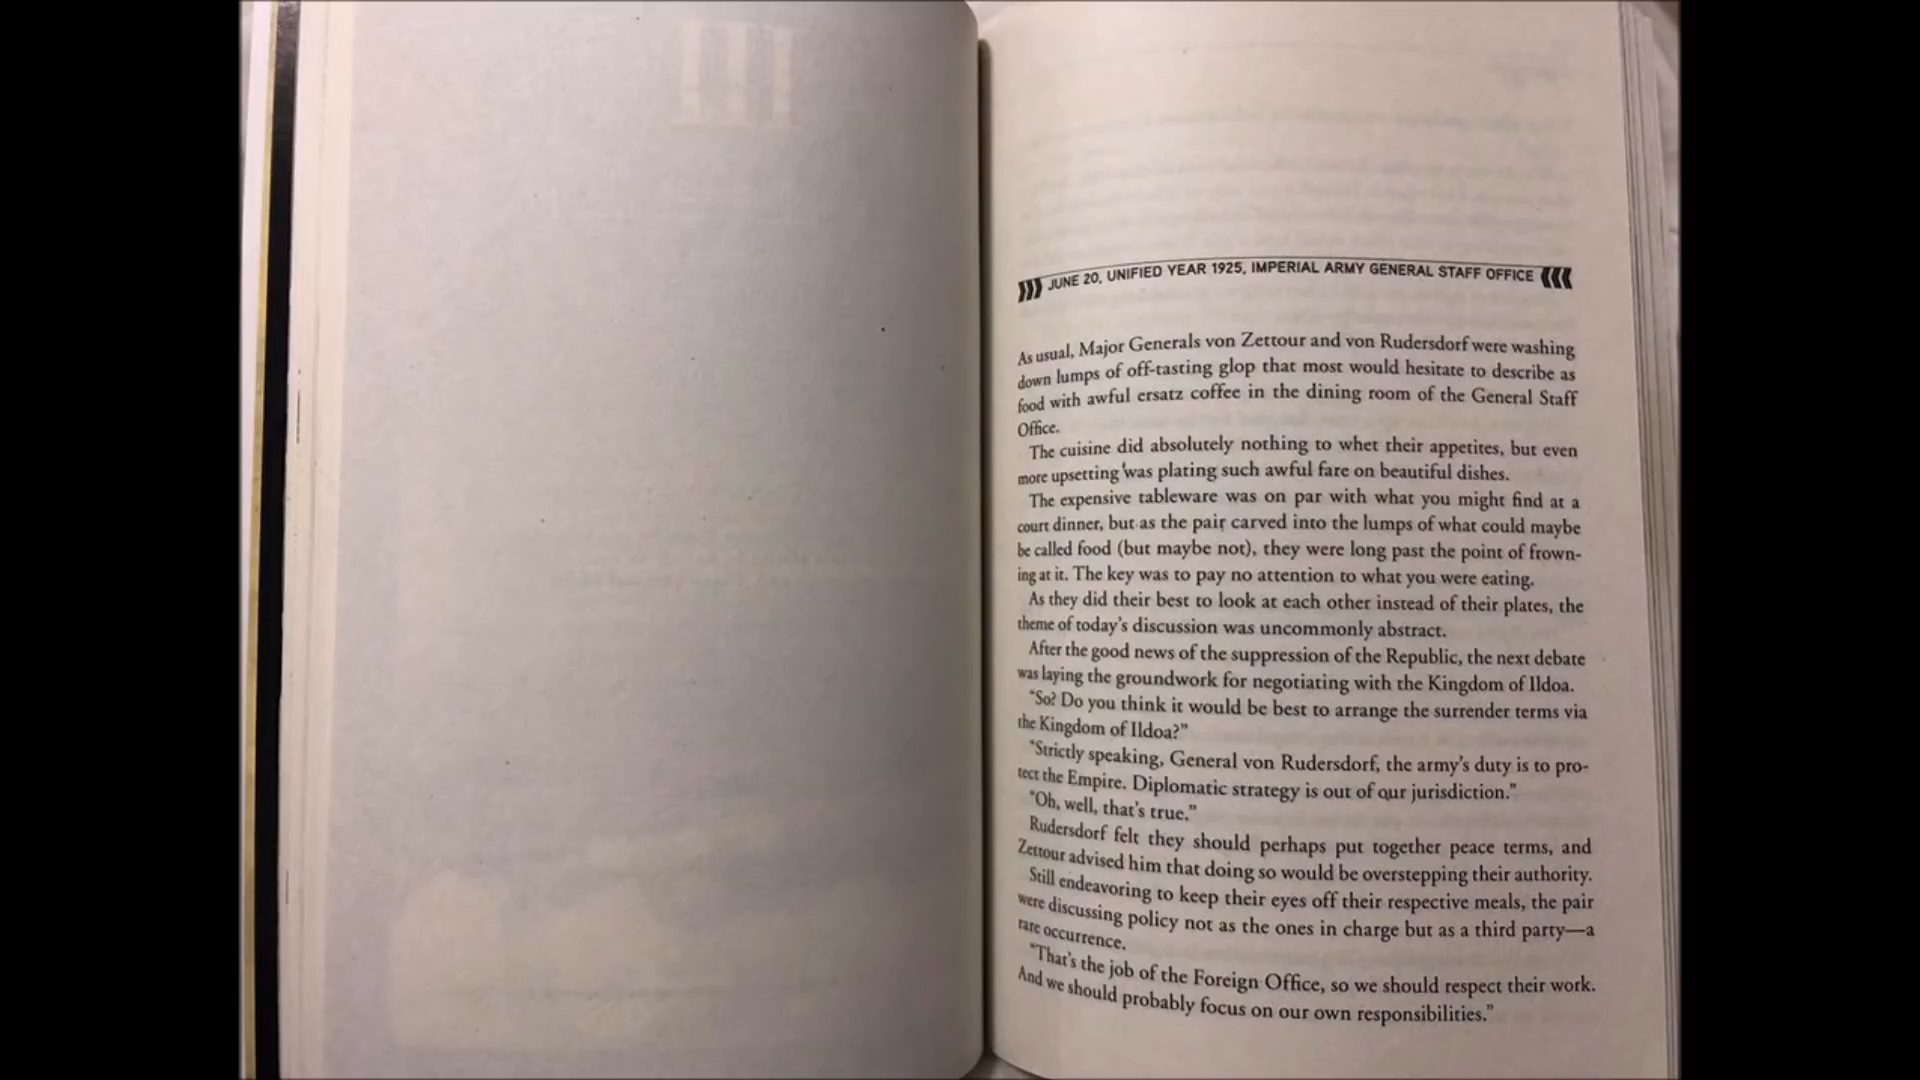 JUNE 20, UNIFIED YEAR 1925, IMPERIAL ARMY GENERAL STAFF OFFICE
As usual, Major Generals von Zettour and von Rudersdorf were washing
down lumps of off-tasting glop that most would hesitate to describe as
food with awful ersatz coffee in the dining room of the General Staff
Office.
The cuisine did absolutely nothing to whet their appetites, but even
more upsetting was plating such awful fare on beautiful dishes.
The expensive tableware was on par with what you might find at a
court dinner, but as the pair carved into the lumps of what could maybe
be called food (but maybe not), they were long past the point of frown-
ing at it. The key was to pay no attention to what you were eating.
As they did their best to look at each other instead of their plates, the
theme of today's discussion was uncommonly abstract.
After the good news of the suppression of the Republic, the next debate
was laying the groundwork for negotiating with the Kingdom of Ildoa.
"So? Do you think it would be best to arrange the surrender terms via
the Kingdom of Ildoa?"
"Strictly speaking, General von Rudersdorf, the army's duty is to pro-
tect the Empire. Diplomatic strategy is out of our jurisdiction."
"Oh, well, that's true."
Rudersdorf felt they should perhaps put together peace terms, and
Zettour advised him that doing so would be overstepping their authority.
Still endeavoring to keep their eyes off their respective meals, the pair
were discussing policy not as the ones in charge but as a third party—a
rare occurrence.
"That's the job of the Foreign Office, so we should respect their work.
And we should probably focus on our own responsibilities."